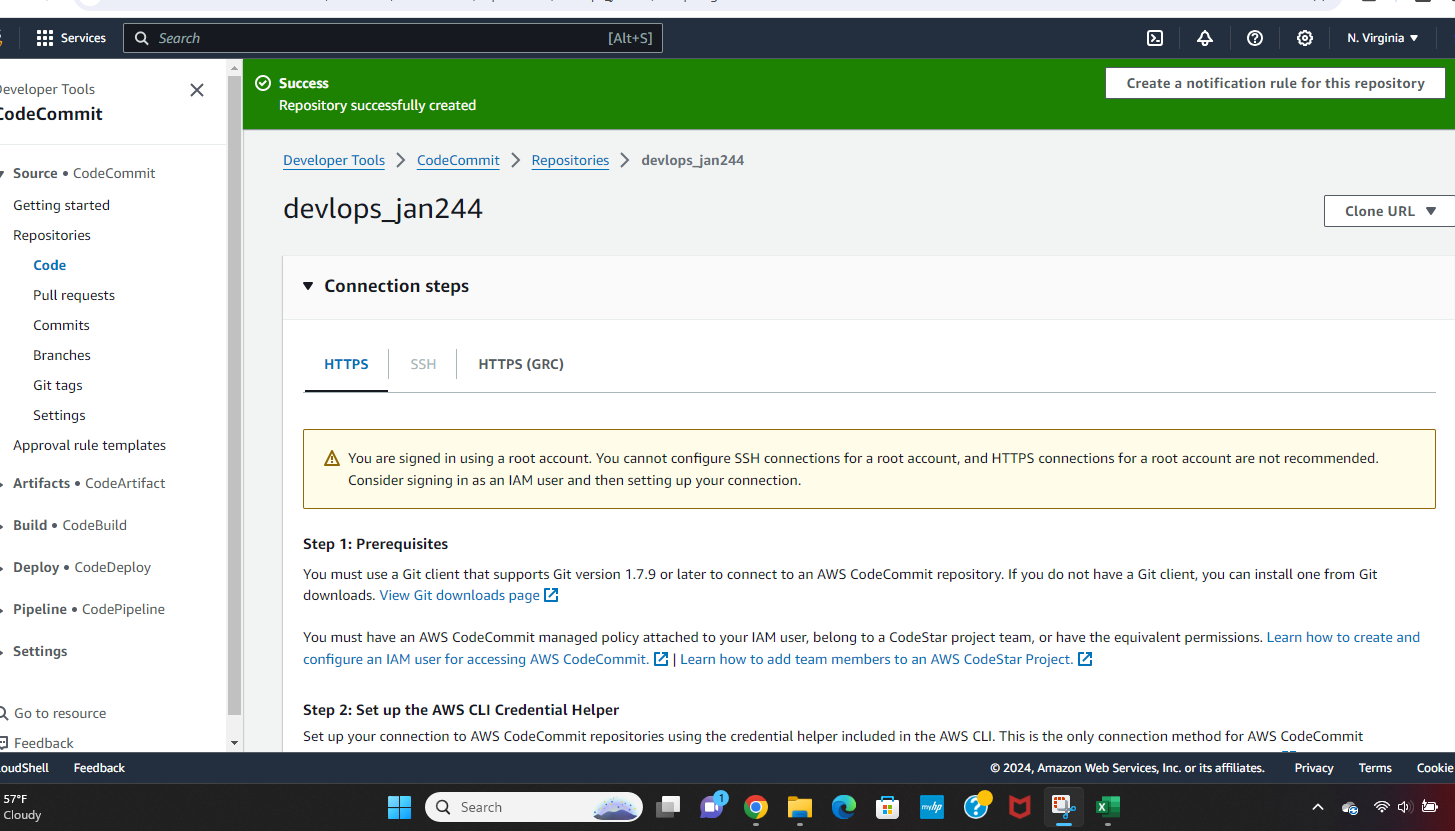 Services
Search
[Alt+S]
N. Virginia
Developer Tools
CodeCommit
Success
Repository successfully created
Create a notification rule for this repository
Source • CodeCommit
Getting started
Repositories
Code
Pull requests
Commits
Branches
Git tags
Settings
Approval rule templates
Artifacts • CodeArtifact
Build • CodeBuild
Deploy • CodeDeploy
Pipeline • CodePipeline
Settings
Go to resource
Feedback
Developer Tools > CodeCommit > Repositories > devlops_jan244
devlops_jan244
Clone URL
Connection steps
HTTPS
SSH
HTTPS (GRC)
You are signed in using a root account. You cannot configure SSH connections for a root account, and HTTPS connections for a root account are not recommended.
Consider signing in as an IAM user and then setting up your connection.
Step 1: Prerequisites
You must use a Git client that supports Git version 1.7.9 or later to connect to an AWS CodeCommit repository. If you do not have a Git client, you can install one from Git
downloads. View Git downloads page
You must have an AWS CodeCommit managed policy attached to your IAM user, belong to a CodeStar project team, or have the equivalent permissions. Learn how to create and
configure an IAM user for accessing AWS CodeCommit. | Learn how to add team members to an AWS CodeStar Project.
Step 2: Set up the AWS CLI Credential Helper
Set up your connection to AWS CodeCommit repositories using the credential helper included in the AWS CLI. This is the only connection method for AWS CodeCommit
oudShell
Feedback
© 2024, Amazon Web Services, Inc. or its affiliates.
Privacy
Terms
Cookie
57°F
Cloudy
Search
1
myhp